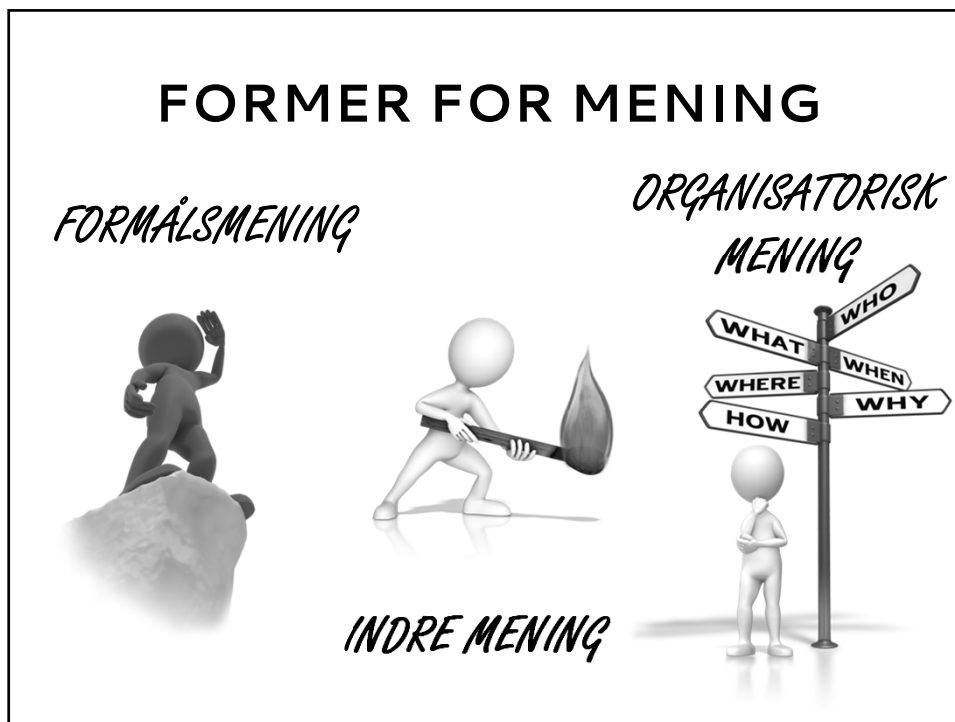 FORMER FOR MENING
FORMÅLSMENING
ORGANISATORISK
MENING
WHO
WHAT
WHEN
WHERE
WHY
HOW
INDRE MENING